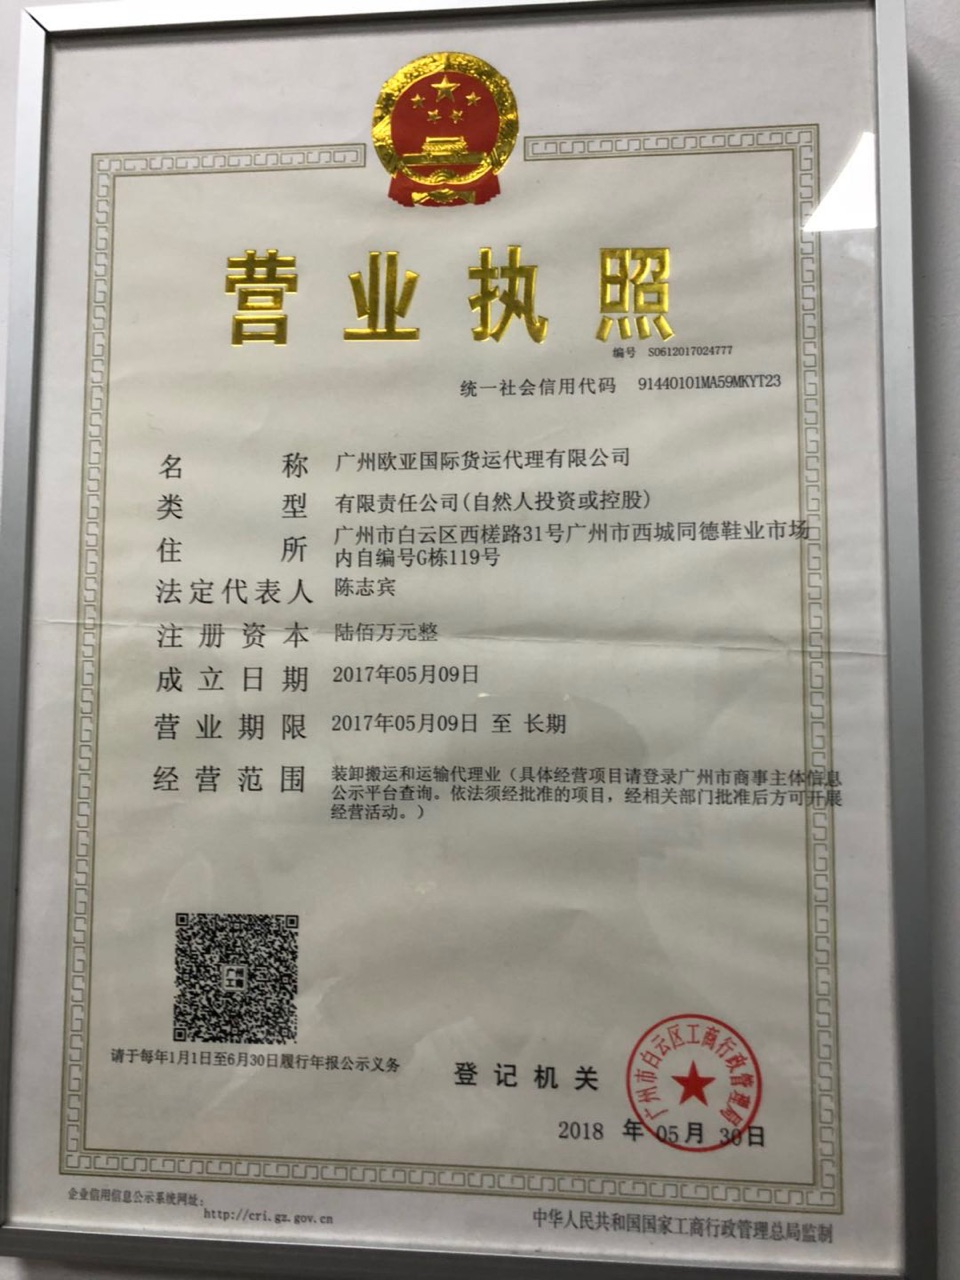 营业执照
编号 S0612017024777
统一社会信用代码 91440101MA59MKYT23
名称 广州欧亚国际货运代理有限公司
类型 有限责任公司(自然人投资或控股)
住所 广州市白云区西槎路31号广州市西城同德鞋业市场
内自编号G栋119号
法定代表人 陈志宾
注册资本 陆佰万元整
成立日期 2017年05月09日
营业期限 2017年05月09日 至 长期
经营范围 装卸搬运和运输代理业（具体经营项目请登录广州市商事主体信息
公示平台查询。依法须经批准的项目，经相关部门批准后方可开展
经营活动。）
广州
工商
请于每年1月1日至6月30日履行年报公示义务
登记机关
广州市白云区工商行政管理局
2018 年 05 月 30 日
企业信用信息公示系统网址：
http://cri.gz.gov.cn
中华人民共和国国家工商行政管理总局监制